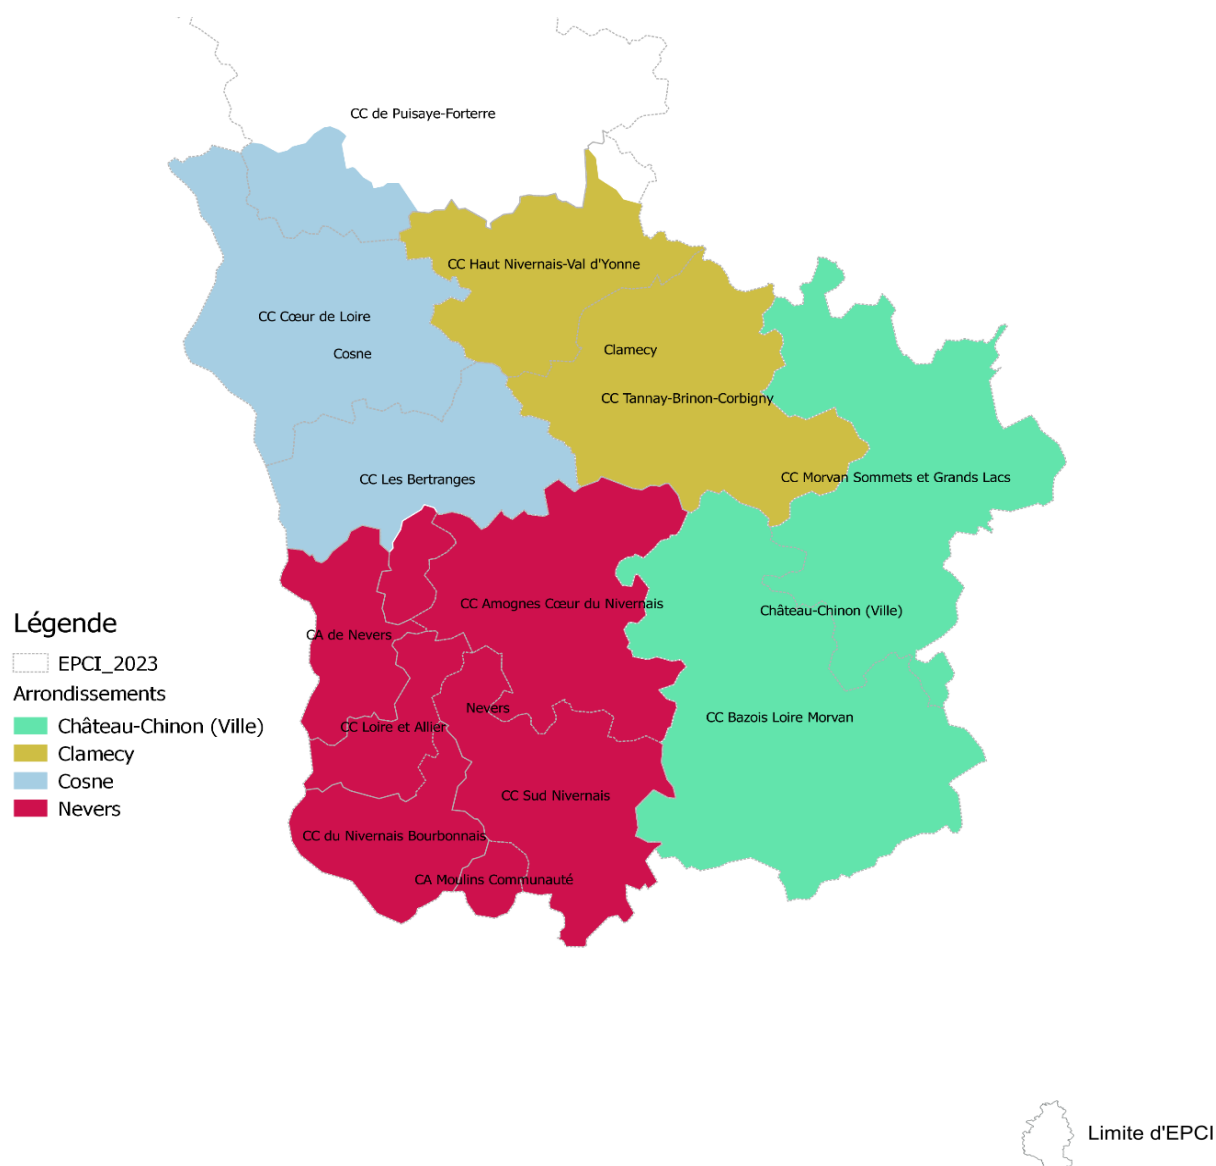 CC de Puisaye-Forterre
CC Haut Nivernais-Val d'Yonne
CC Cœur de Loire
Cosne
Clamecy
CC Tannay-Brinon-Corbigny
CC Les Bertranges
CC Morvan Sommets et Grands Lacs
CC Amognes Cœur du Nivernais
Château-Chinon (Ville)
CA de Nevers
Nevers
CC Loire et Allier
CC Bazois Loire Morvan
CC Sud Nivernais
CC du Nivernais Bourbonnais
CA Moulins Communauté
Légende
EPCI_2023
Arrondissements
Château-Chinon (Ville)
Clamecy
Cosne
Nevers
Limite d'EPCI